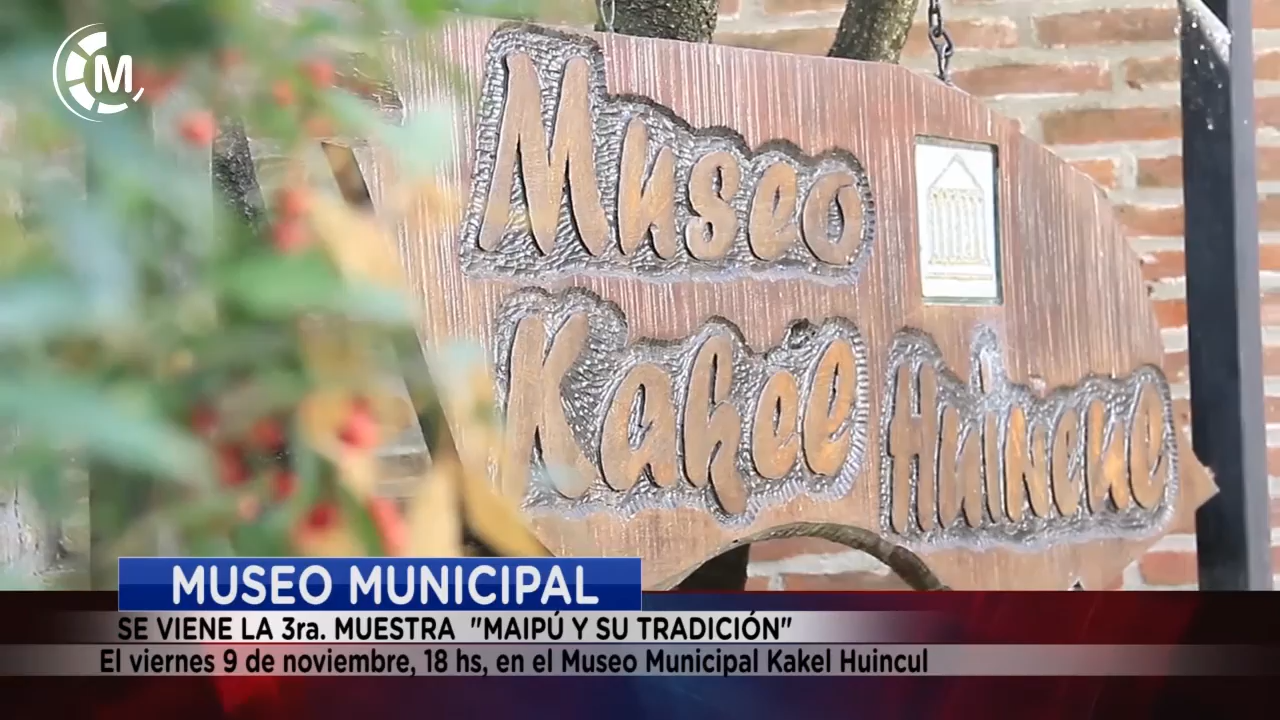 M
Museo
Kakel Huincul
MUSEO MUNICIPAL
SE VIENE LA 3ra. MUESTRA "MAIPÚ Y SU TRADICIÓN"
El viernes 9 de noviembre, 18 hs, en el Museo Municipal Kakel Huincul